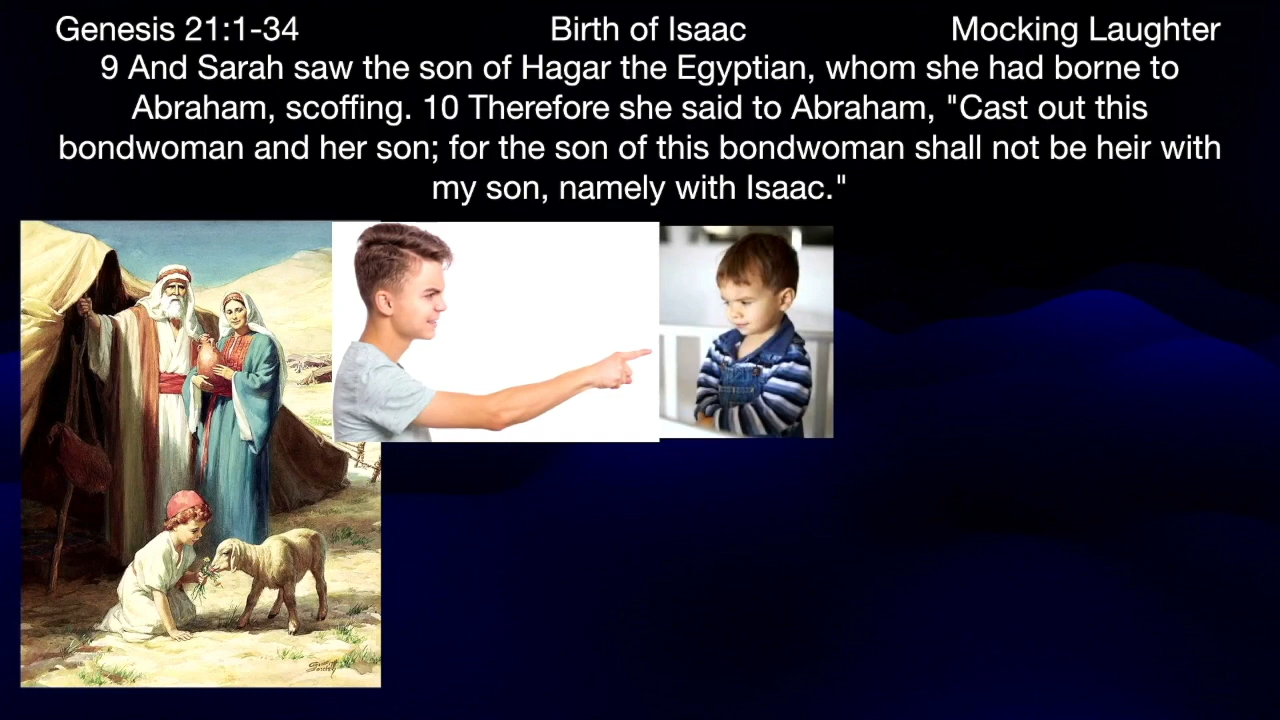 Genesis 21:1-34 Birth of Isaac Mocking Laughter
9 And Sarah saw the son of Hagar the Egyptian, whom she had borne to
Abraham, scoffing. 10 Therefore she said to Abraham, "Cast out this
bondwoman and her son; for the son of this bondwoman shall not be heir with
my son, namely with Isaac."